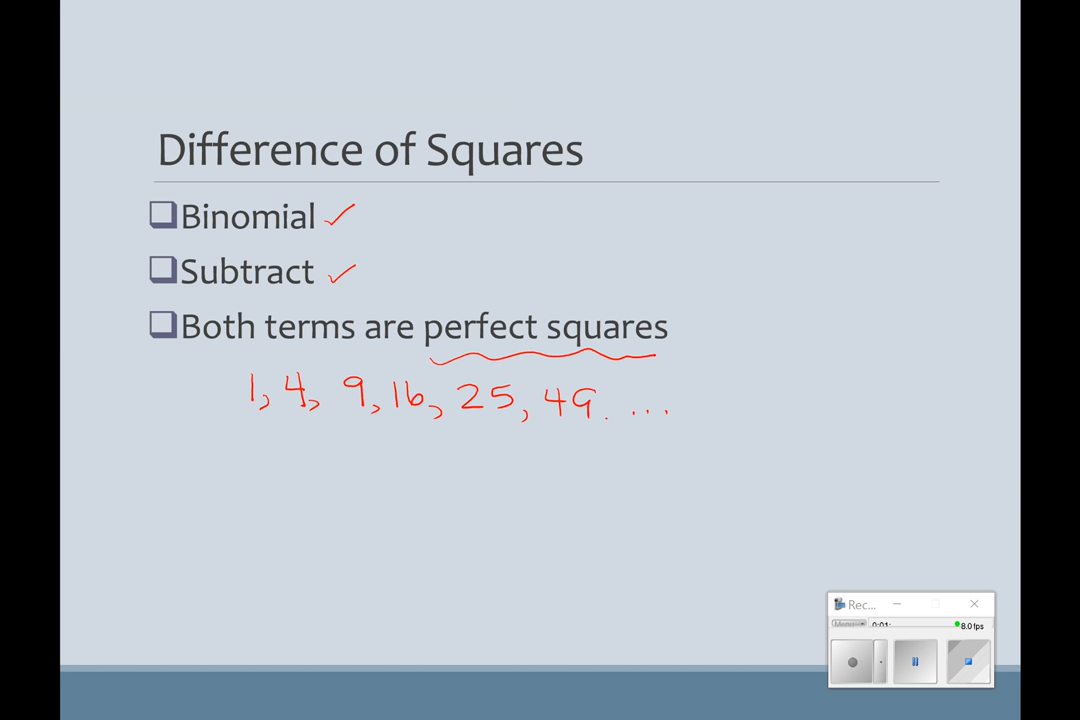 Difference of Squares
Binomial ✓
Subtract ✓
Both terms are perfect squares
1, 4, 9, 16, 25, 49. ...
Rec...
8.0 fps